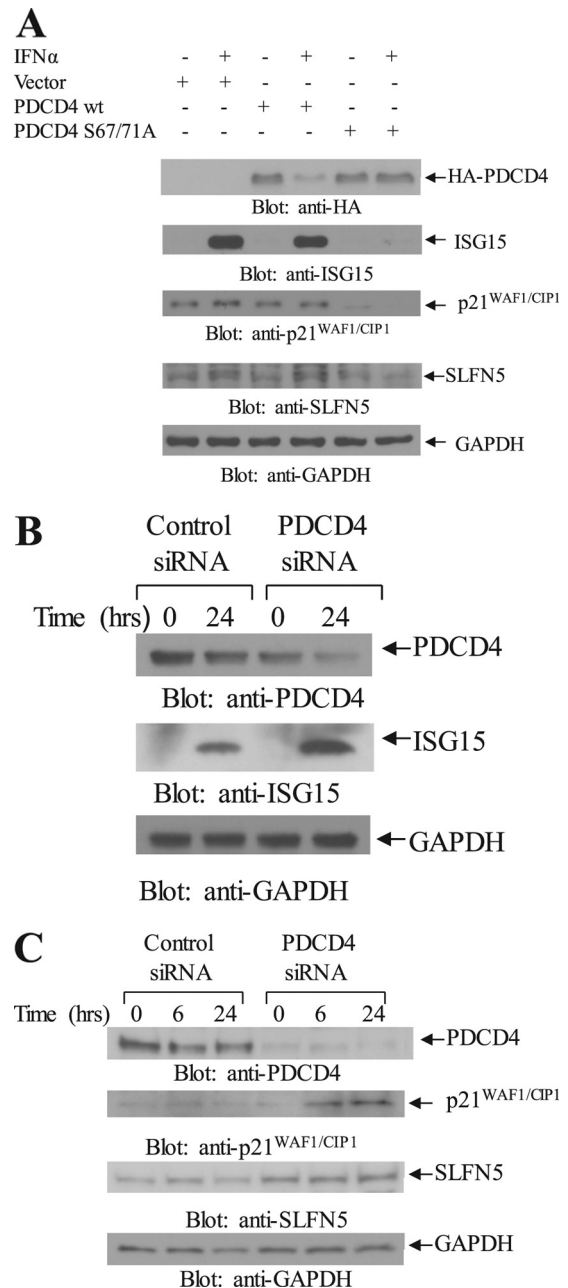 A
IFNα - + - + - +
Vector + + - - - -
PDCD4 wt - - + + - -
PDCD4 S67/71A - - - - + +
HA-PDCD4
Blot: anti-HA
ISG15
Blot: anti-ISG15
p21WAF1/CIP1
Blot: anti-p21WAF1/CIP1
SLFN5
Blot: anti-SLFN5
GAPDH
Blot: anti-GAPDH
B
Control PDCD4
siRNA siRNA
Time (hrs) 0 24 0 24
PDCD4
Blot: anti-PDCD4
ISG15
Blot: anti-ISG15
GAPDH
Blot: anti-GAPDH
C
Control PDCD4
siRNA siRNA
Time (hrs) 0 6 24 0 6 24
PDCD4
Blot: anti-PDCD4
p21WAF1/CIP1
Blot: anti-p21WAF1/CIP1
SLFN5
Blot: anti-SLFN5
GAPDH
Blot: anti-GAPDH